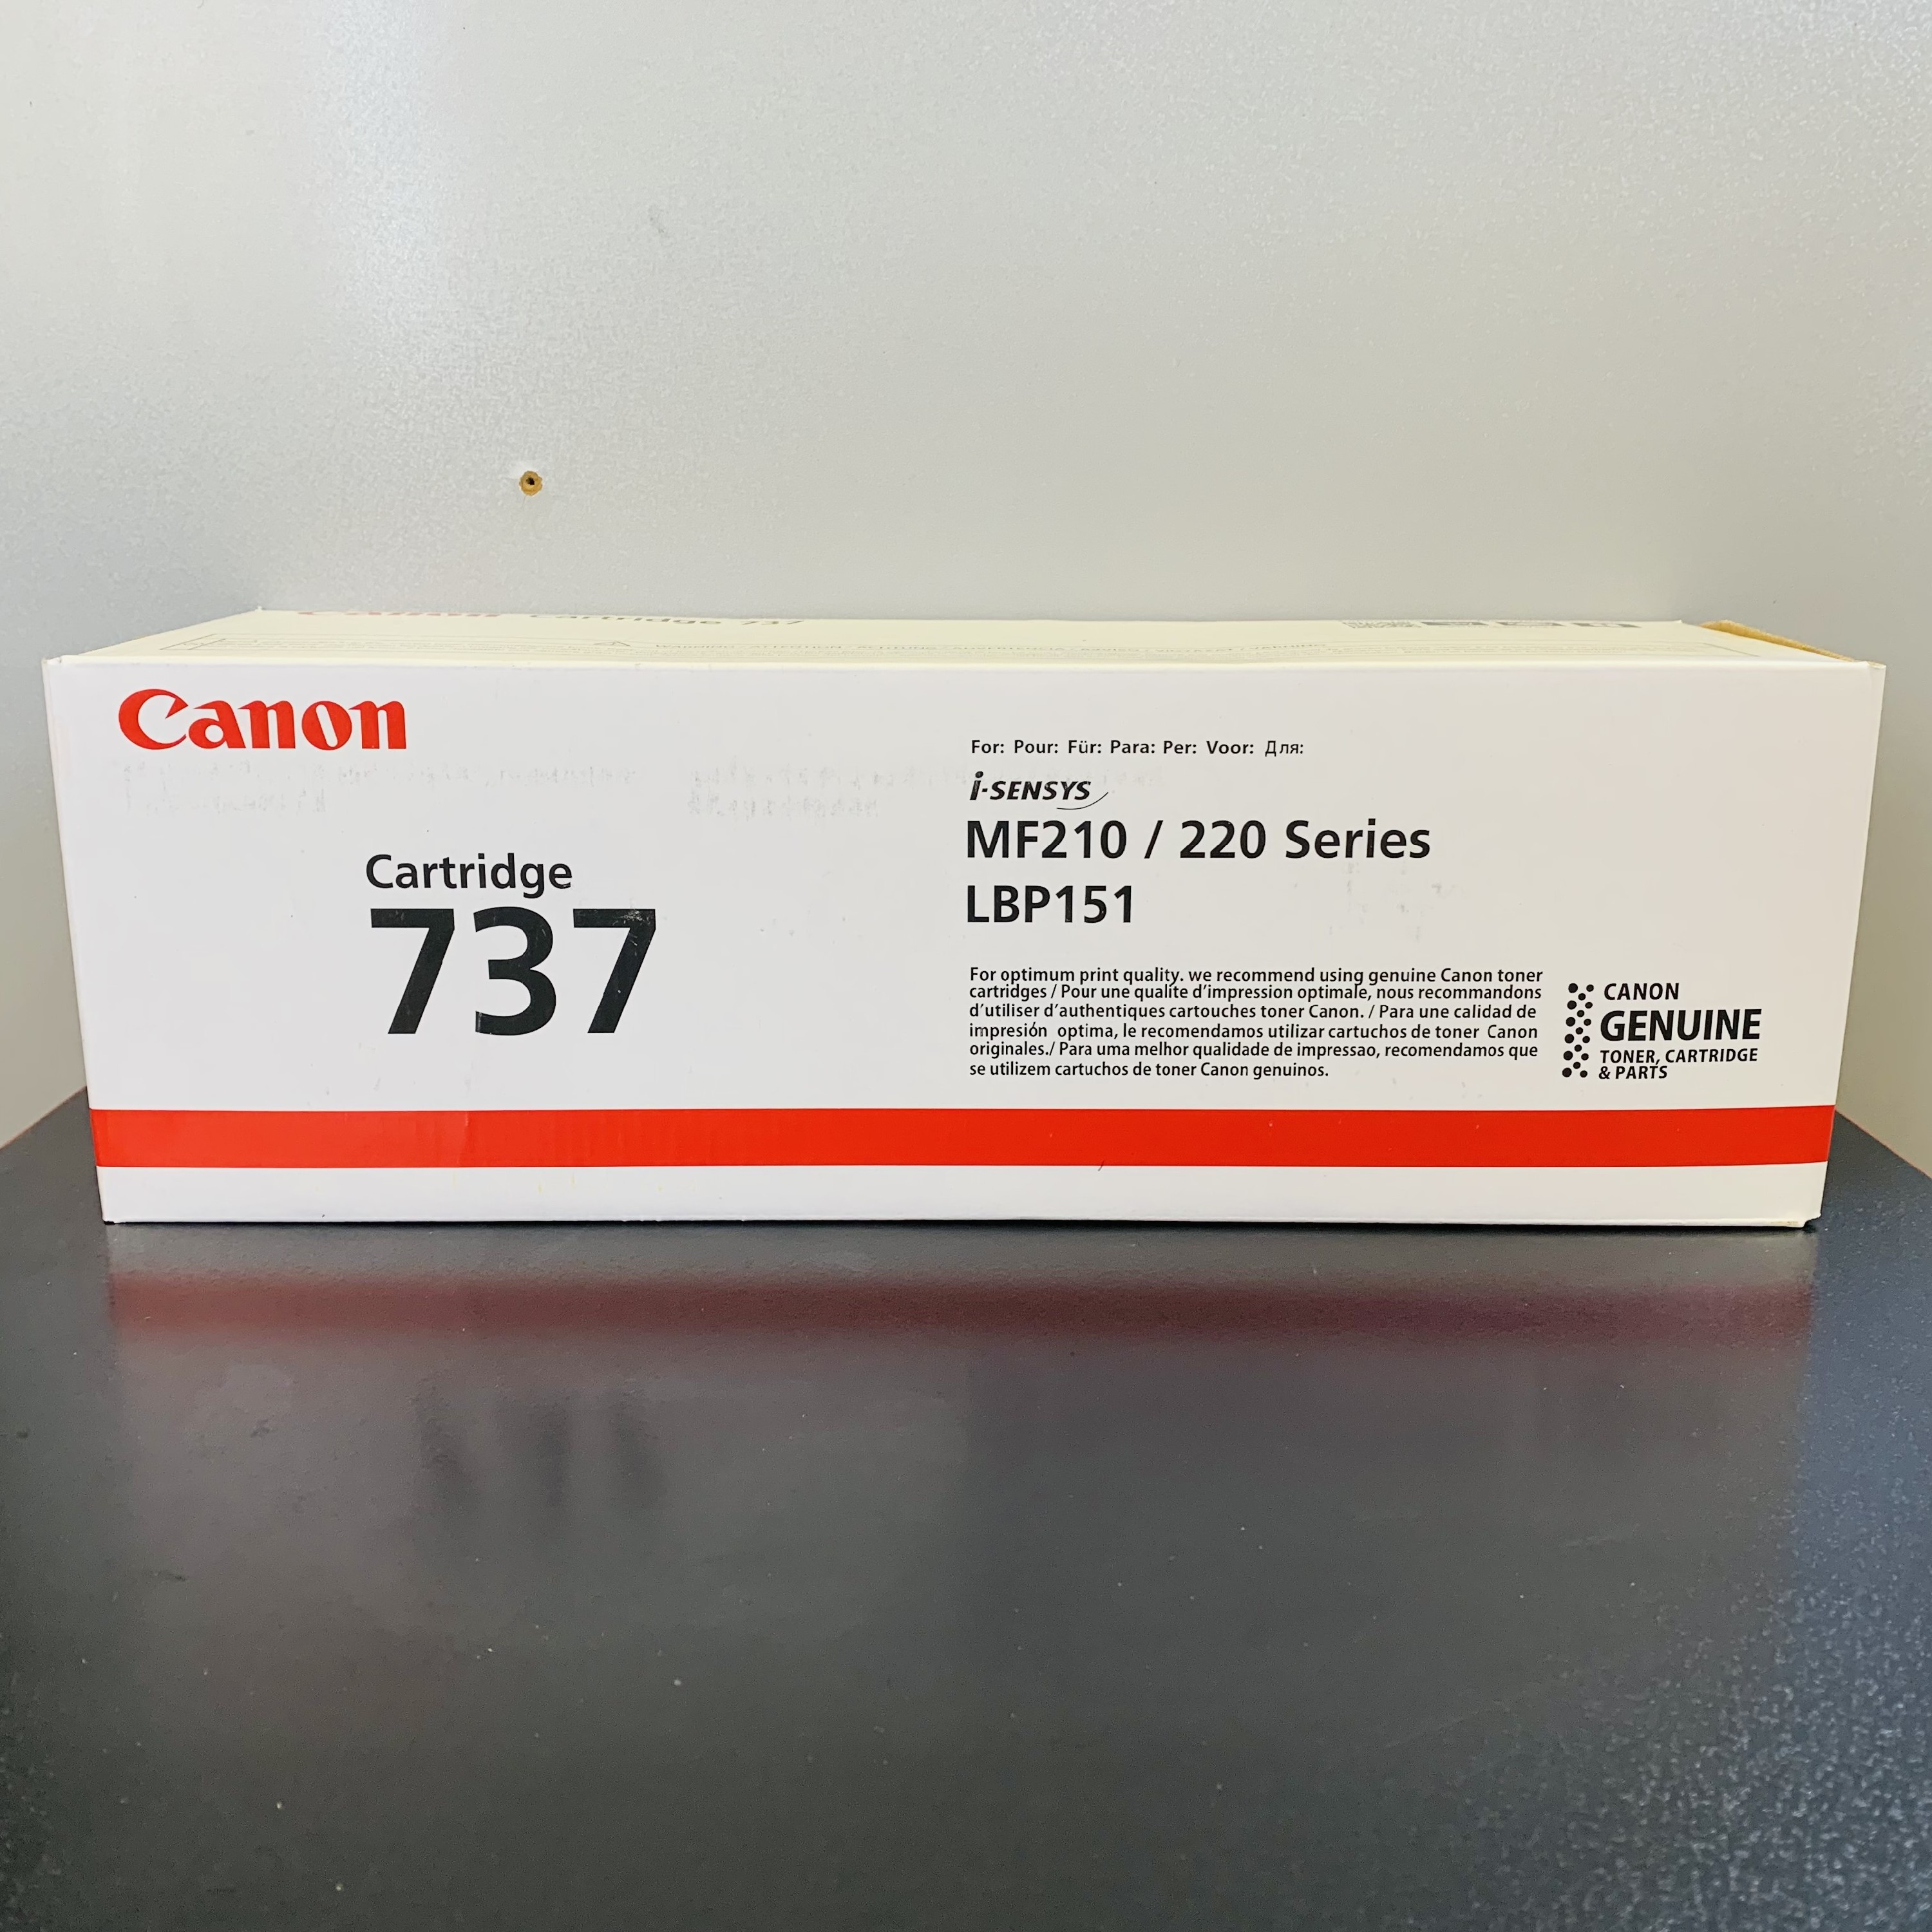 Cartridge 737
Canon
For: Pour: Für: Para: Per: Voor: Для:
i-SENSYS
MF210 / 220 Series
LBP151
Cartridge
737
For optimum print quality. we recommend using genuine Canon toner
cartridges / Pour une qualite d'impression optimale, nous recommandons
d'utiliser d'authentiques cartouches toner Canon. / Para une calidad de
impresión optima, le recomendamos utilizar cartuchos de toner Canon
originales./ Para uma melhor qualidade de impressao, recomendamos que
se utilizem cartuchos de toner Canon genuinos.
CANON
GENUINE
TONER, CARTRIDGE
& PARTS